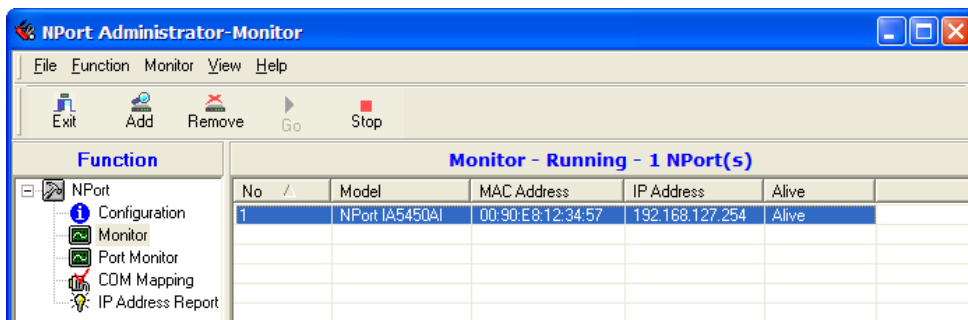 NPort Administrator-Monitor
File Function Monitor View Help
Exit Add Remove Go Stop
Function
Monitor - Running - 1 NPort(s)
NPort
Configuration
Monitor
Port Monitor
COM Mapping
IP Address Report
No Model MAC Address IP Address Alive
1 NPort IA5450AI 00:90:E8:12:34:57 192.168.127.254 Alive